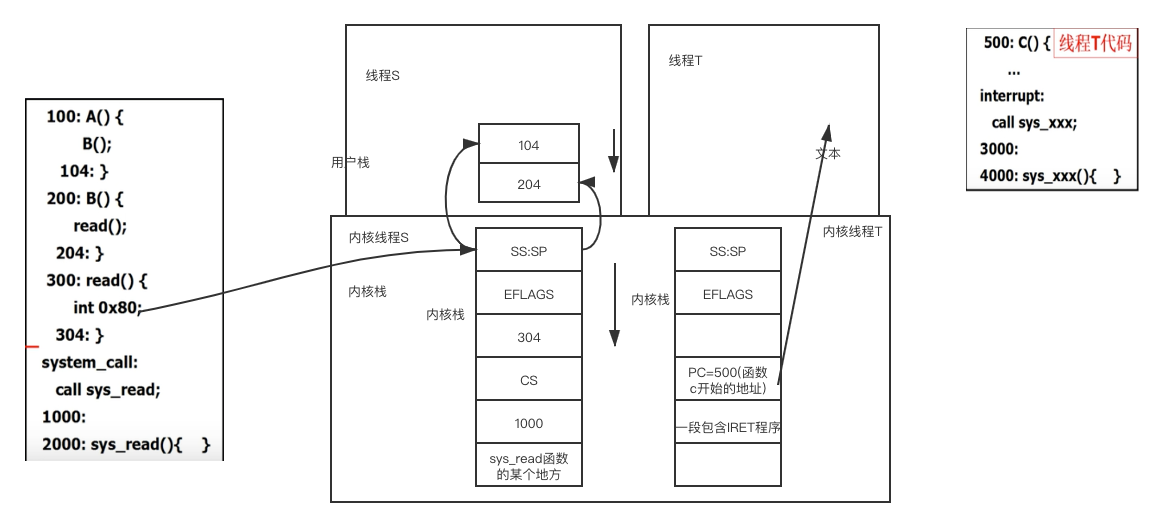 100: A() {
B();
104: }
200: B() {
read();
204: }
300: read() {
int 0x80;
304: }
system_call:
call sys_read;
1000:
2000: sys_read(){ }
线程S
104
204
用户栈
线程T
文本
内核线程S
内核栈
内核栈
SS:SP
EFLAGS
304
CS
1000
sys_read函数
的某个地方
内核线程T
内核栈
SS:SP
EFLAGS
PC=500(函数
c开始的地址)
一段包含IRET程序
500: C() { 线程T代码
...
interrupt:
call sys_xxx;
3000:
4000: sys_xxx(){ }